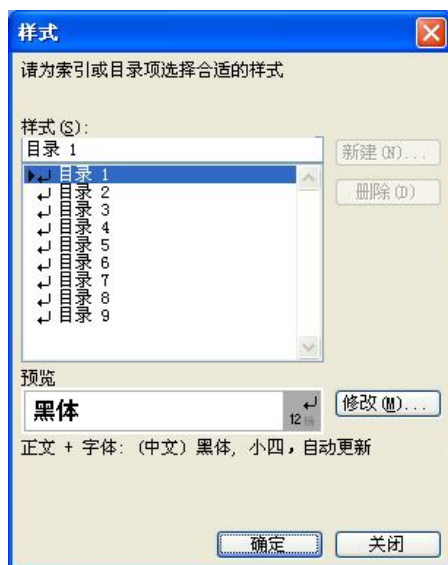 样式
请为索引或目录项选择合适的样式
样式(S):
目录 1
新建(N)...
目录 1
目录 2
删除(D)
目录 3
目录 4
目录 5
目录 6
目录 7
目录 8
目录 9
预览
黑体
12 磅
修改(M)...
正文 + 字体: (中文) 黑体, 小四，自动更新
确定
关闭